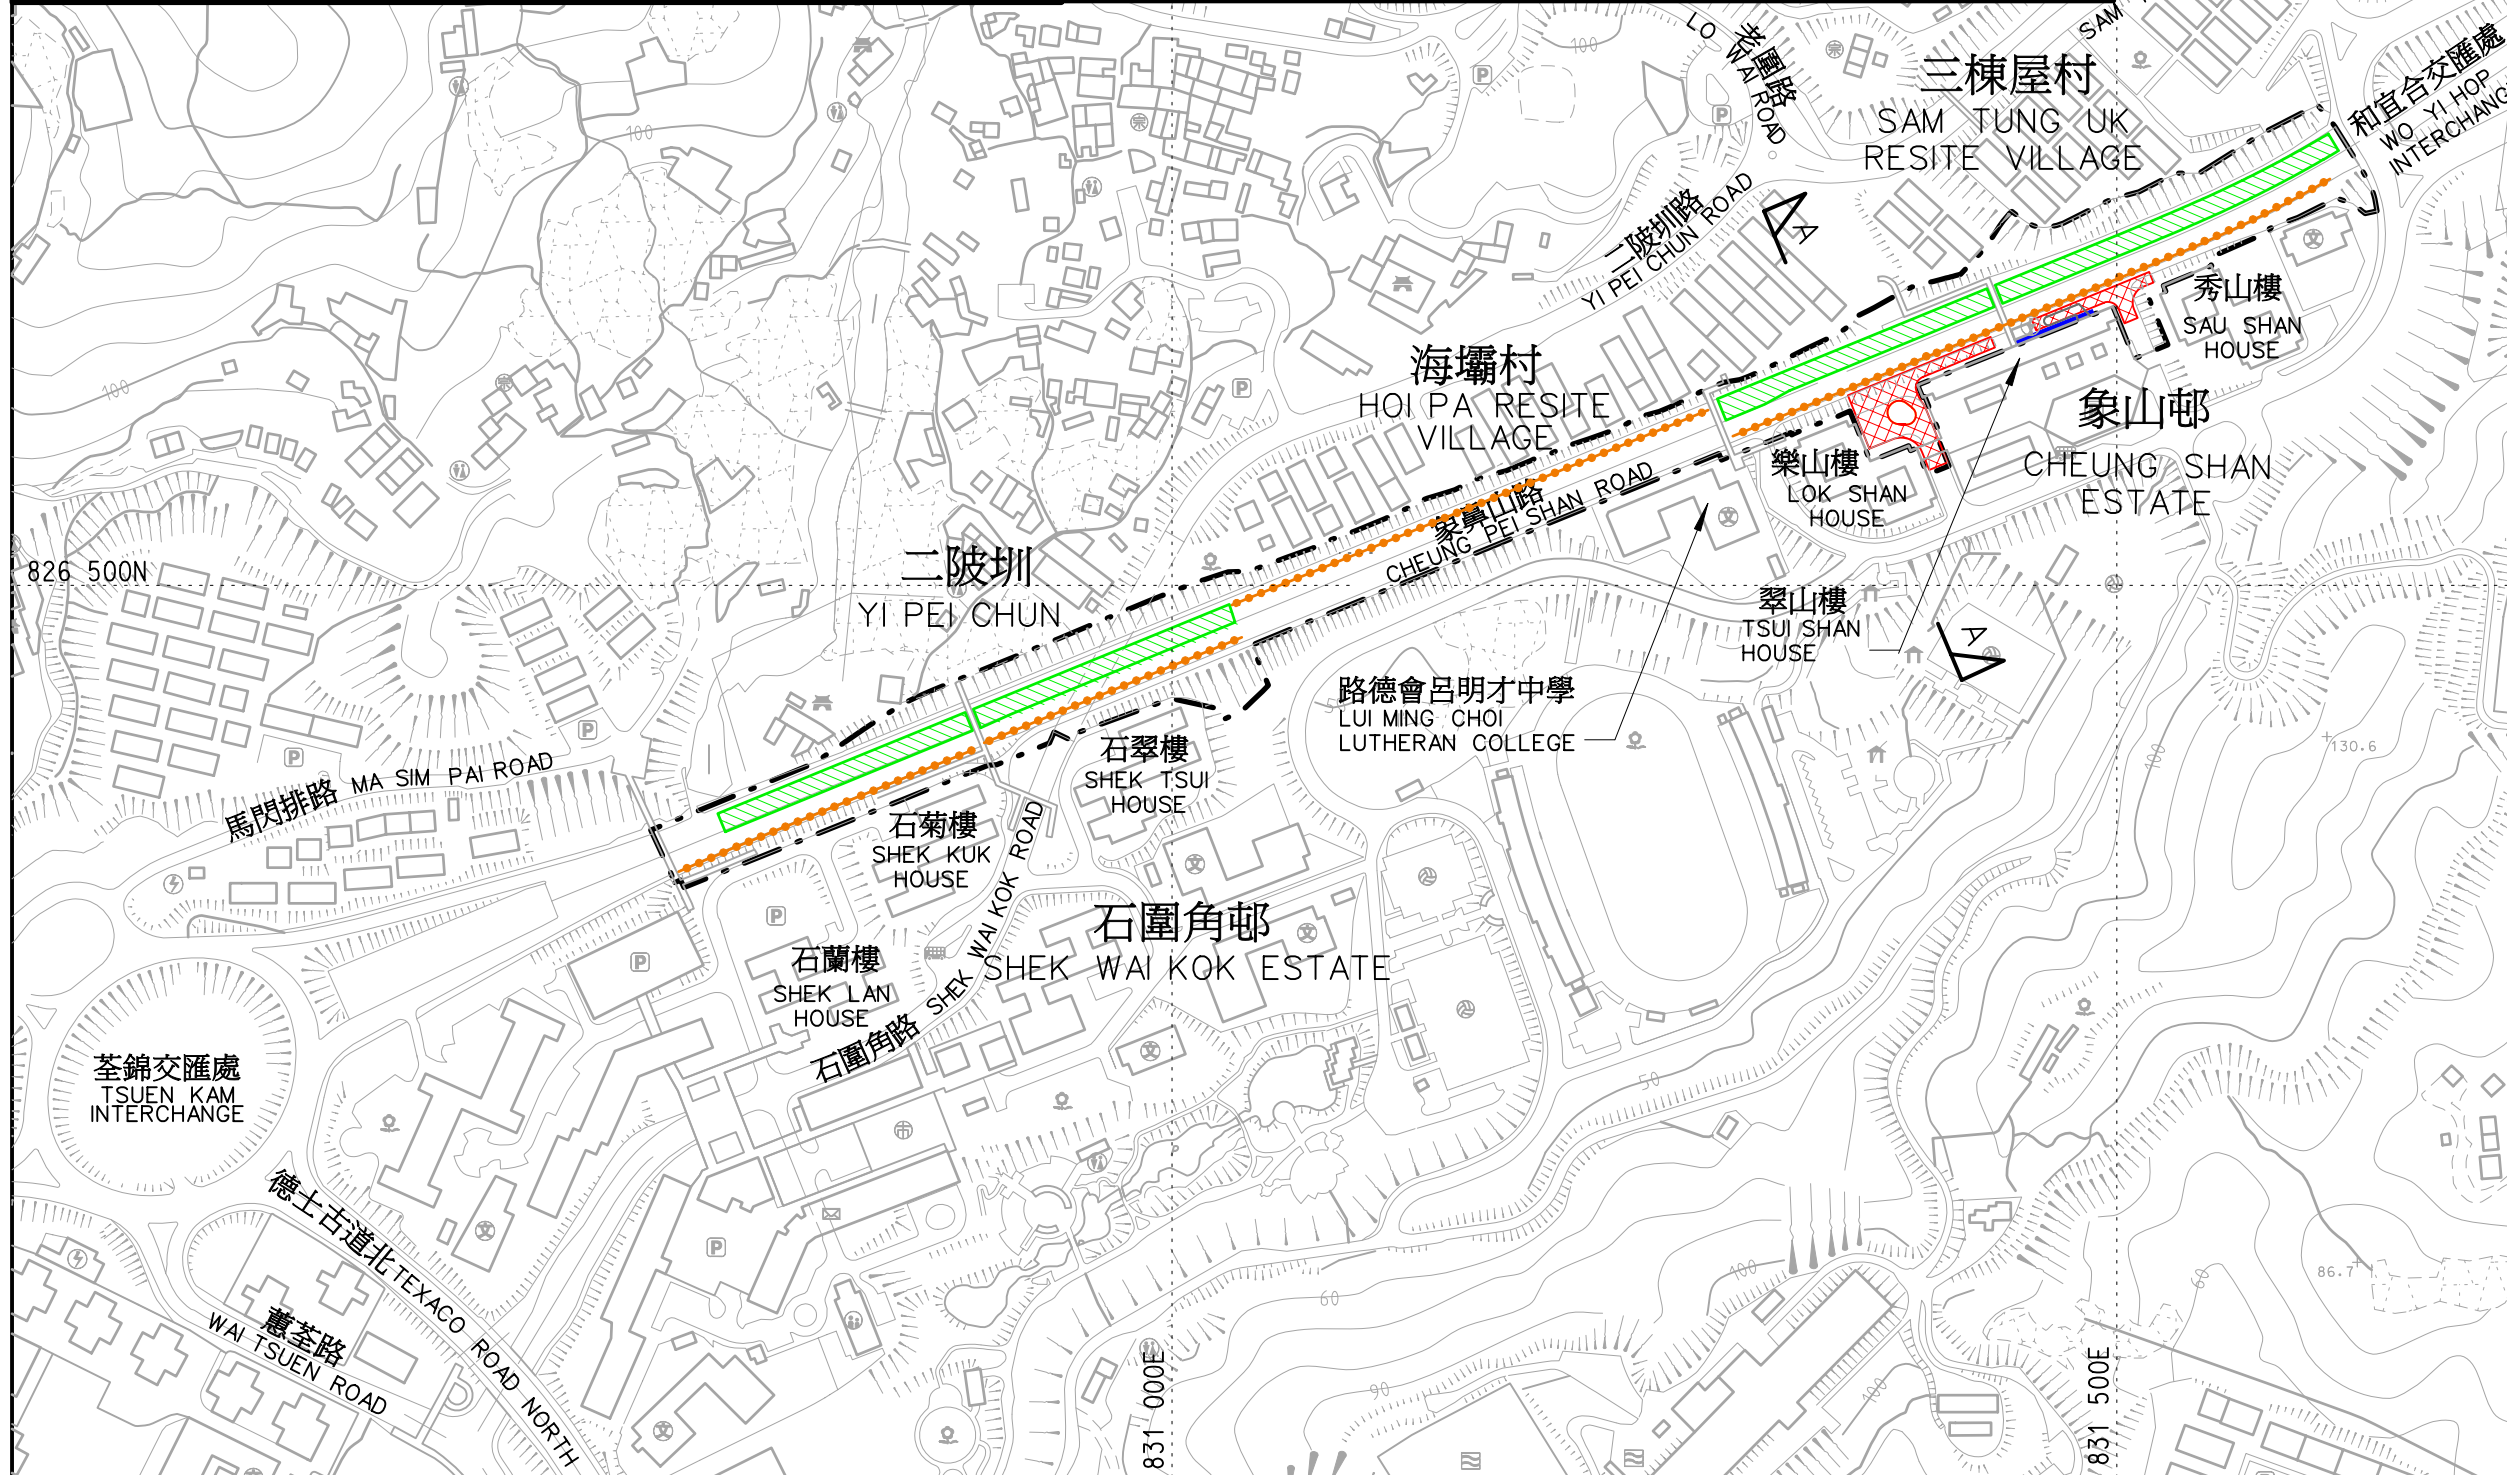 老圍路
LO WAI ROAD
SAM
三棟屋村
SAM TUNG UK
RESITE VILLAGE
和宜合交匯處
WO YI HOP
INTERCHANG
二陂圳路
YI PEI CHUN ROAD
A
秀山樓
SAU SHAN
HOUSE
海壩村
HOI PA RESITE
VILLAGE
象山邨
CHEUNG SHAN
ESTATE
樂山樓
LOK SHAN
HOUSE
象鼻山路
CHEUNG PEI SHAN ROAD
826 500N
二陂圳
YI PEI CHUN
翠山樓
TSUI SHAN
HOUSE
A
路德會呂明才中學
LUI MING CHOI
LUTHERAN COLLEGE
石翠樓
SHEK TSUI
HOUSE
馬閃排路 MA SIM PAI ROAD
石菊樓
SHEK KUK
HOUSE
石圍角邨
SHEK WAI KOK ESTATE
石蘭樓
SHEK LAN
HOUSE
石圍角路 SHEK WAI KOK ROAD
荃錦交匯處
TSUEN KAM
INTERCHANGE
德士古道北 TEXACO ROAD NORTH
蕙荃路
WAI TSUEN ROAD
831 000E
831 500E
100
100
100
100
130.6
50
60
100
90
100
60
86.7
P
P
P
P
P
P
P
P
P